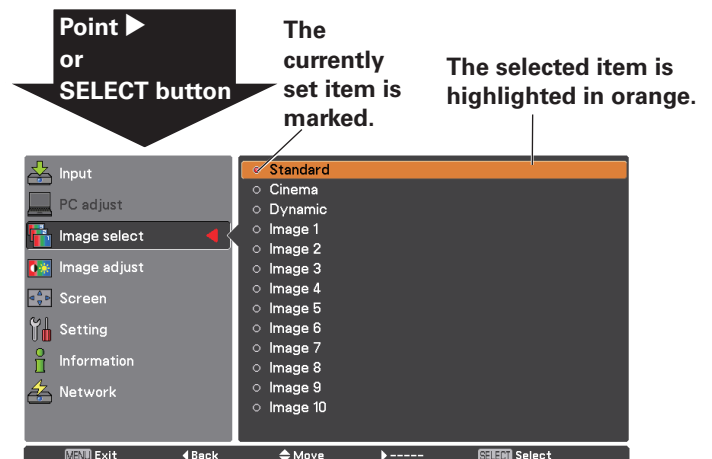 Point ▶
or
SELECT button
The
currently
set item is
marked.
The selected item is
highlighted in orange.
Input
PC adjust
Image select
Image adjust
Screen
Setting
Information
Network
Standard
Cinema
Dynamic
Image 1
Image 2
Image 3
Image 4
Image 5
Image 6
Image 7
Image 8
Image 9
Image 10
MENU Exit ◀Back Move ▶----- SELECT Select